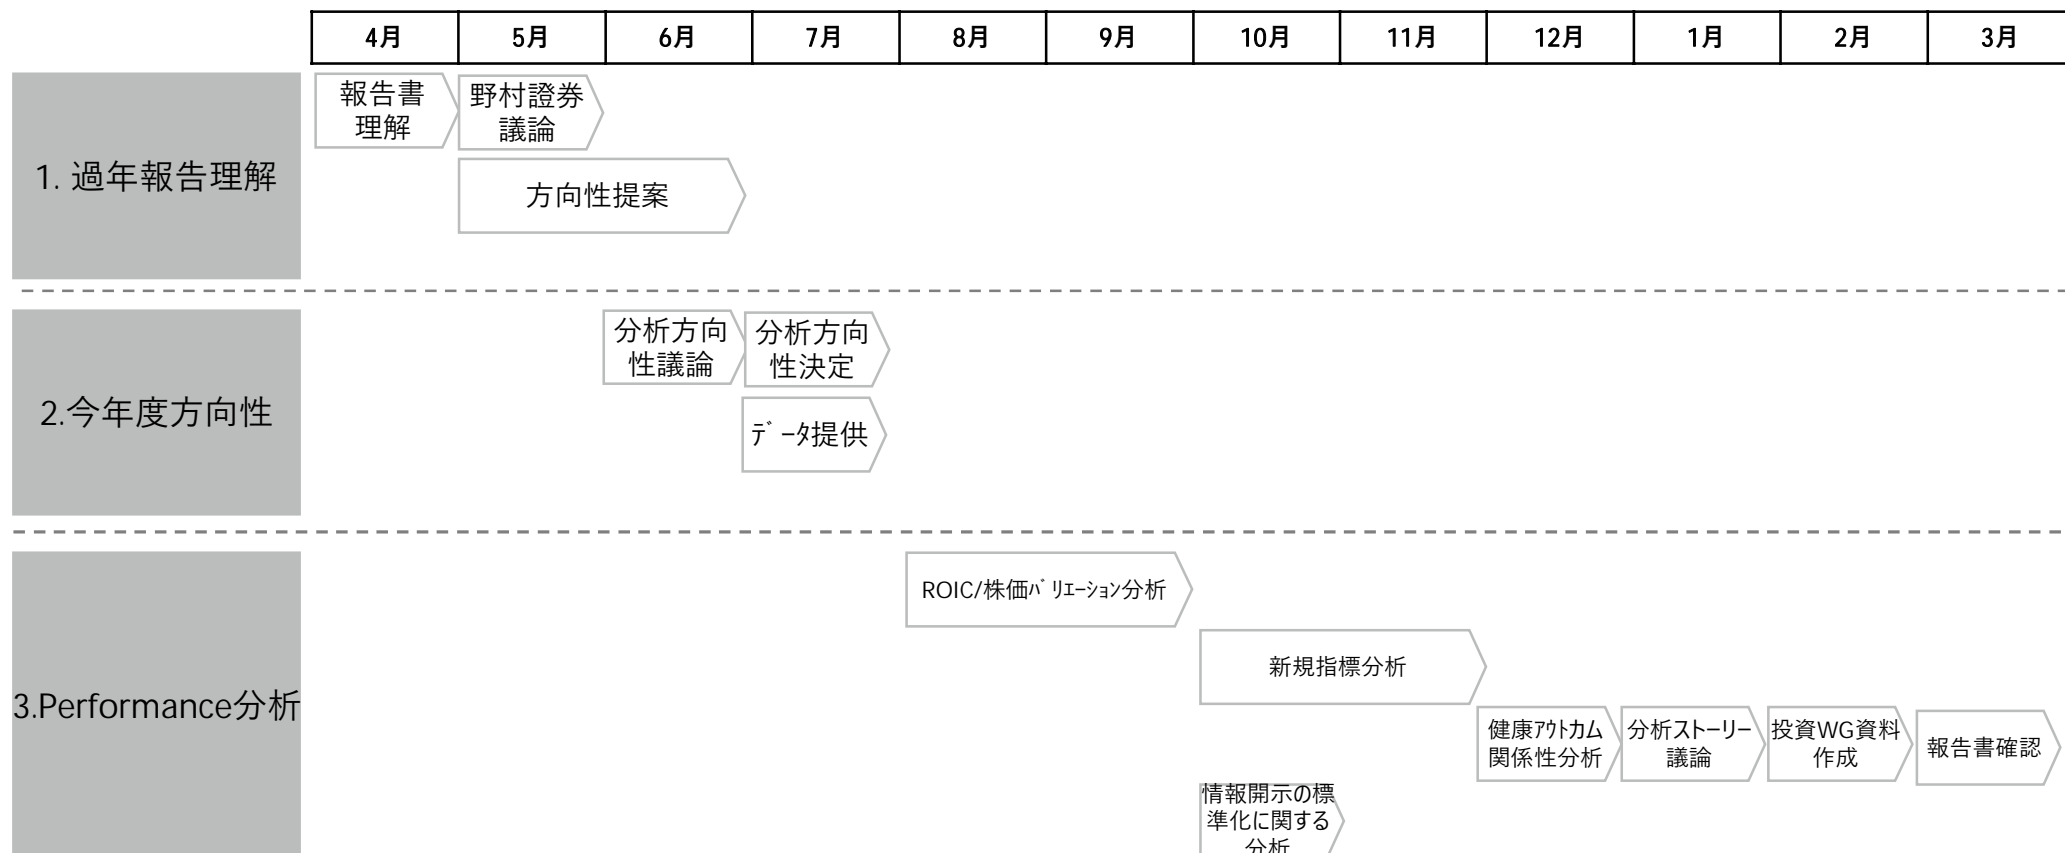 4月 5月 6月 7月 8月 9月 10月 11月 12月 1月 2月 3月
1. 過年報告理解
報告書
理解
野村證券
議論
方向性提案
2.今年度方向性
分析方向
性議論
分析方向
性決定
ﾃﾞｰﾀ提供
3.Performance分析
ROIC/株価ﾊﾞﾘｴｰｼｮﾝ分析
新規指標分析
健康ｱｳﾄｶﾑ
関係性分析
分析ストーリー
議論
投資WG資料
作成
報告書確認
情報開示の標
準化に関する
分析